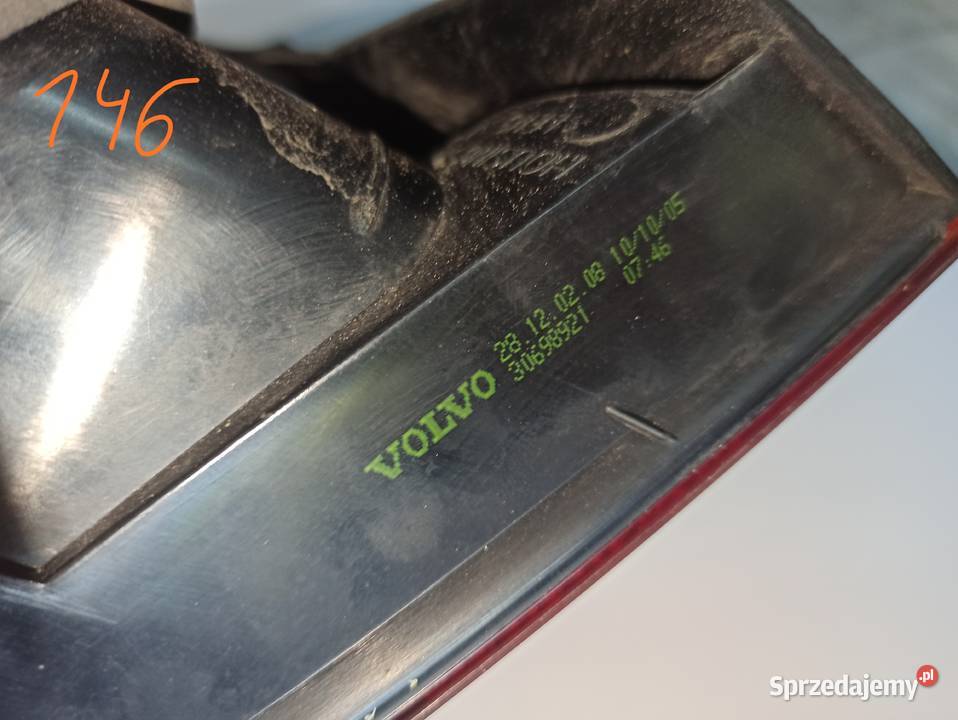 146
28.12.02.08 10/10/05
VOLVO 30698921 07:46
Sprzedajemy.pl